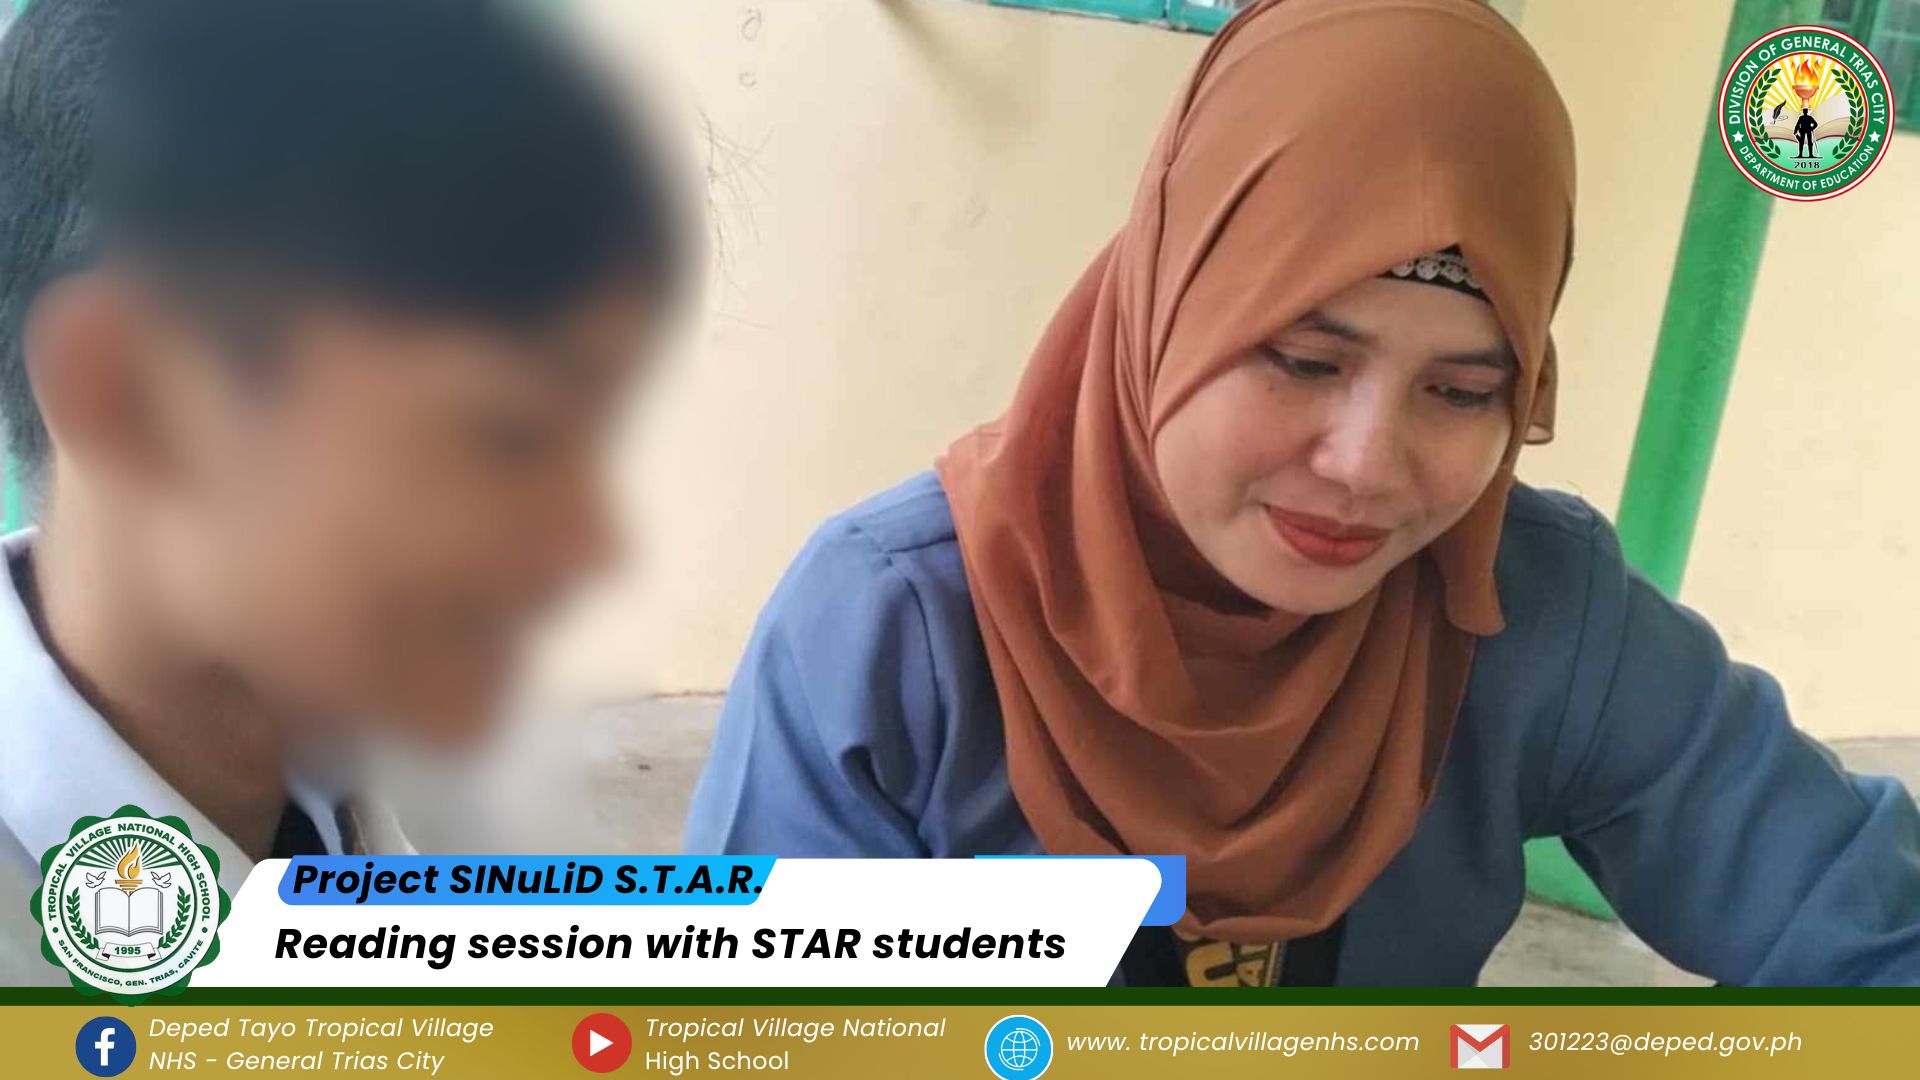 DIVISION OF GENERAL TRIAS CITY
2018
DEPARTMENT OF EDUCATION
TROPICAL VILLAGE NATIONAL HIGH SCHOOL
1995
SAN FRANCISCO, GEN. TRIAS, CAVITE
Project SINuLiD S.T.A.R.
Reading session with STAR students
Deped Tayo Tropical Village
NHS - General Trias City
Tropical Village National
High School
www. tropicalvillagenhs.com
301223@deped.gov.ph